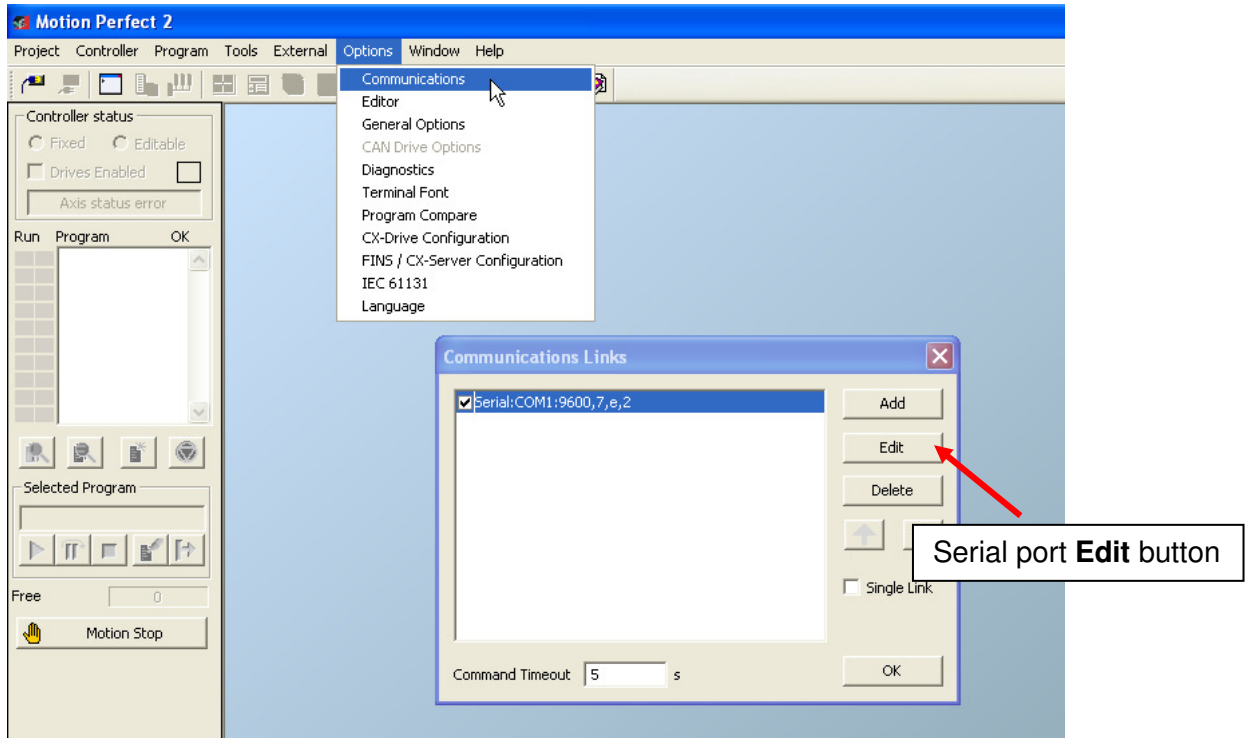 Motion Perfect 2
Project Controller Program Tools External Options Window Help
Communications
Editor
General Options
CAN Drive Options
Diagnostics
Terminal Font
Program Compare
CX-Drive Configuration
FINS / CX-Server Configuration
IEC 61131
Language
Controller status
Fixed Editable
Drives Enabled
Axis status error
Run Program OK
Selected Program
Free 0
Motion Stop
Communications Links
Serial:COM1:9600,7,e,2
Add
Edit
Delete
Serial port Edit button
Single Link
Command Timeout 5 s
OK